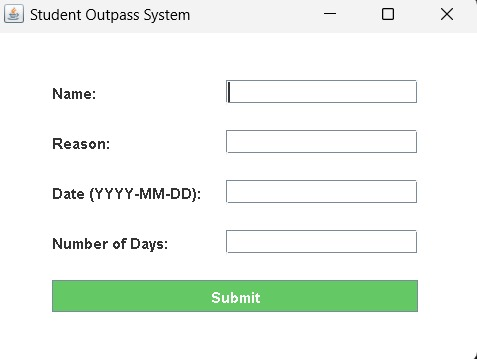 Student Outpass System
Name:
Reason:
Date (YYYY-MM-DD):
Number of Days:
Submit